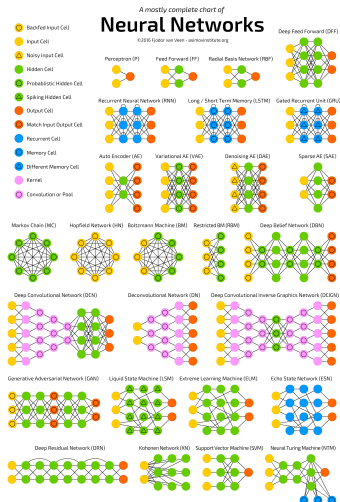 A mostly complete chart of
Neural Networks
©2016 Fjodor van Veen - asimovinstitute.org
Backfed Input Cell
Input Cell
Noisy Input Cell
Hidden Cell
Probablistic Hidden Cell
Spiking Hidden Cell
Output Cell
Match Input Output Cell
Recurrent Cell
Memory Cell
Different Memory Cell
Kernel
Convolution or Pool
Deep Feed Forward (DFF)
Perceptron (P)
Feed Forward (FF)
Radial Basis Network (RBF)
Recurrent Neural Network (RNN)
Long / Short Term Memory (LSTM)
Gated Recurrent Unit (GRU)
Auto Encoder (AE)
Variational AE (VAE)
Denoising AE (DAE)
Sparse AE (SAE)
Markov Chain (MC)
Hopfield Network (HN)
Boltzmann Machine (BM)
Restricted BM (RBM)
Deep Belief Network (DBN)
Deep Convolutional Network (DCN)
Deconvolutional Network (DN)
Deep Convolutional Inverse Graphics Network (DCIGN)
Generative Adversarial Network (GAN)
Liquid State Machine (LSM)
Extreme Learning Machine (ELM)
Echo State Network (ESN)
Deep Residual Network (DRN)
Kohonen Network (KN)
Support Vector Machine (SVM)
Neural Turing Machine (NTM)